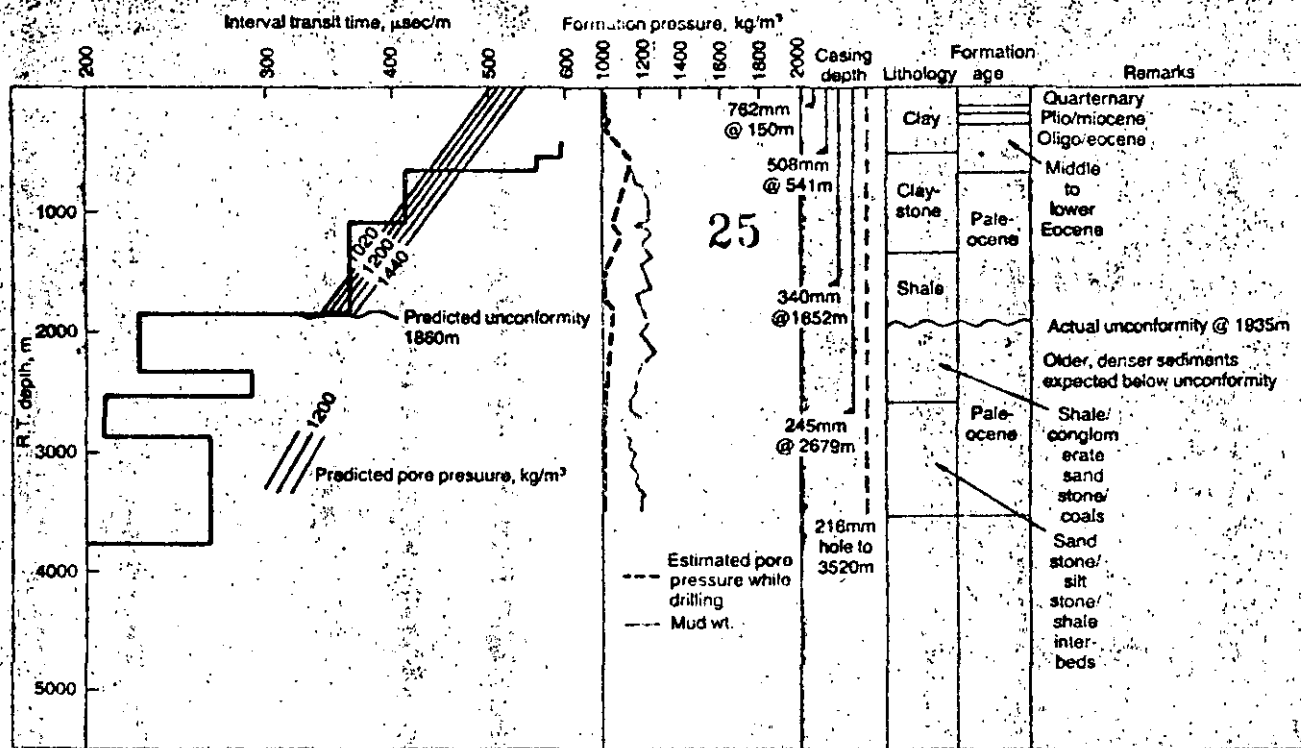 Interval transit time, µsec/m
Formation pressure, kg/m³
200
300
400
500
600
1000
1200
1400
1600
1800
2000
Casing
depth
Lithology
Formation
age
Remarks
R.T. depth, m
1000
2000
3000
4000
5000
1020
1200
1440
Predicted unconformity
1860m
1200
Predicted pore presuure, kg/m³
25
Estimated pore
pressure while
drilling
Mud wt.
762mm
@ 150m
508mm
@ 541m
340mm
@1652m
245mm
@ 2679m
216mm
hole to
3520m
Clay
Clay-
stone
Shale
Pale-
ocene
Pale-
ocene
Quarternary
Plio/miocene
Oligo/eocene
Middle
to
lower
Eocene
Actual unconformity @ 1935m
Older, denser sediments
expected below unconformity
Shale/
conglom
erate
sand
stone/
coals
Sand
stone/
silt
stone/
shale
inter-
beds